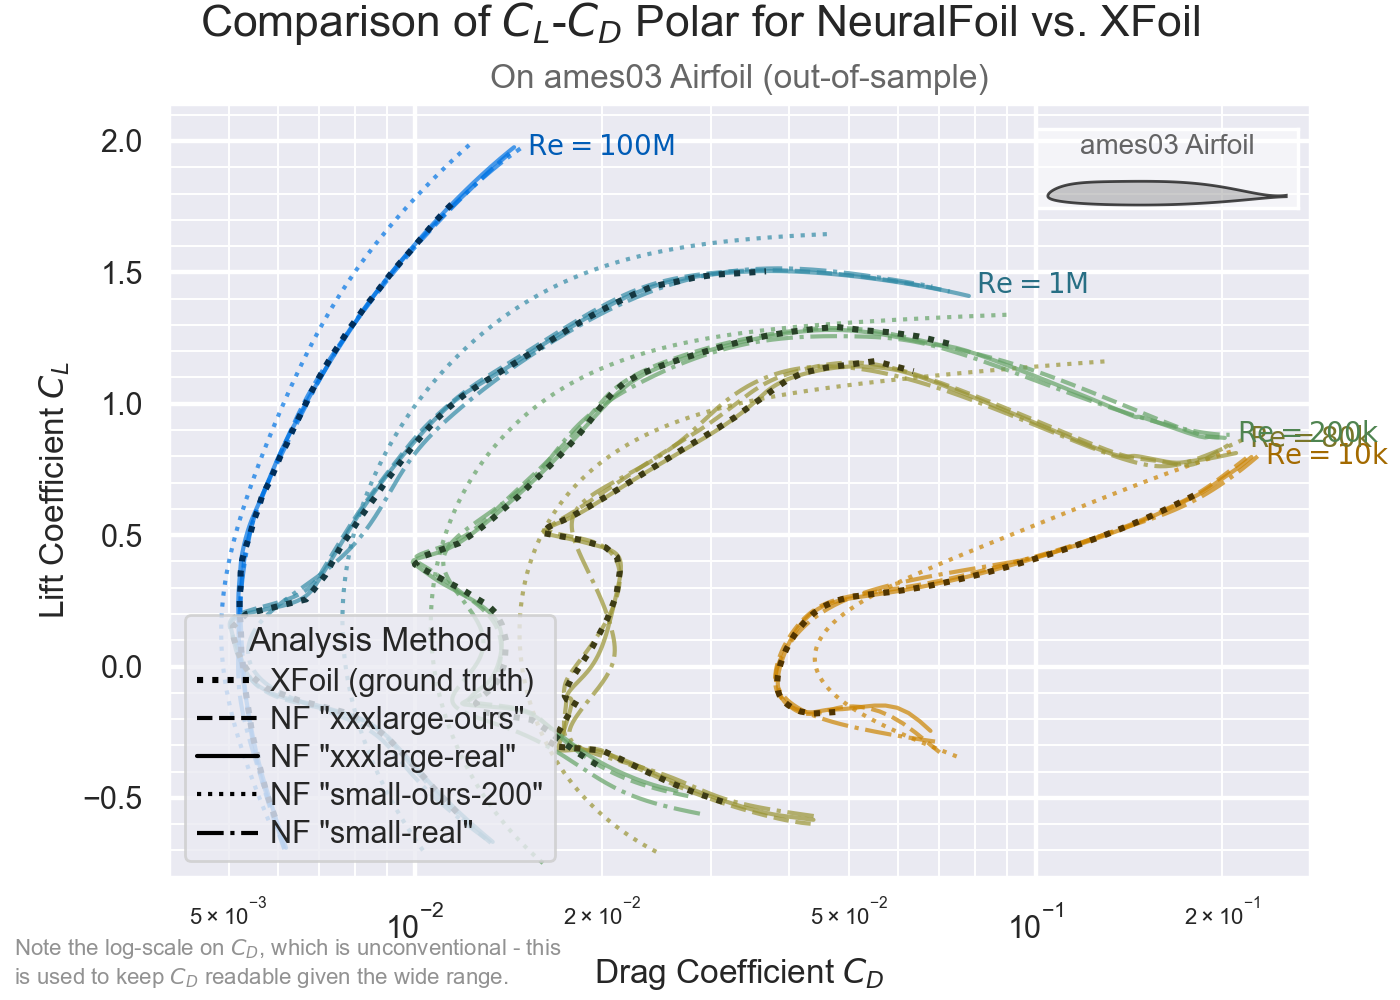 Comparison of C_L-C_D Polar for NeuralFoil vs. XFoil
On ames03 Airfoil (out-of-sample)
Re = 100M
ames03 Airfoil
Re = 1M
Re = 200k
Re = 80k
Re = 10k
Lift Coefficient C_L
2.0
1.5
1.0
0.5
0.0
−0.5
Analysis Method
XFoil (ground truth)
NF "xxxlarge-ours"
NF "xxxlarge-real"
NF "small-ours-200"
NF "small-real"
5 × 10⁻³
10⁻²
2 × 10⁻²
5 × 10⁻²
10⁻¹
2 × 10⁻¹
Drag Coefficient C_D
Note the log-scale on C_D, which is unconventional - this
is used to keep C_D readable given the wide range.